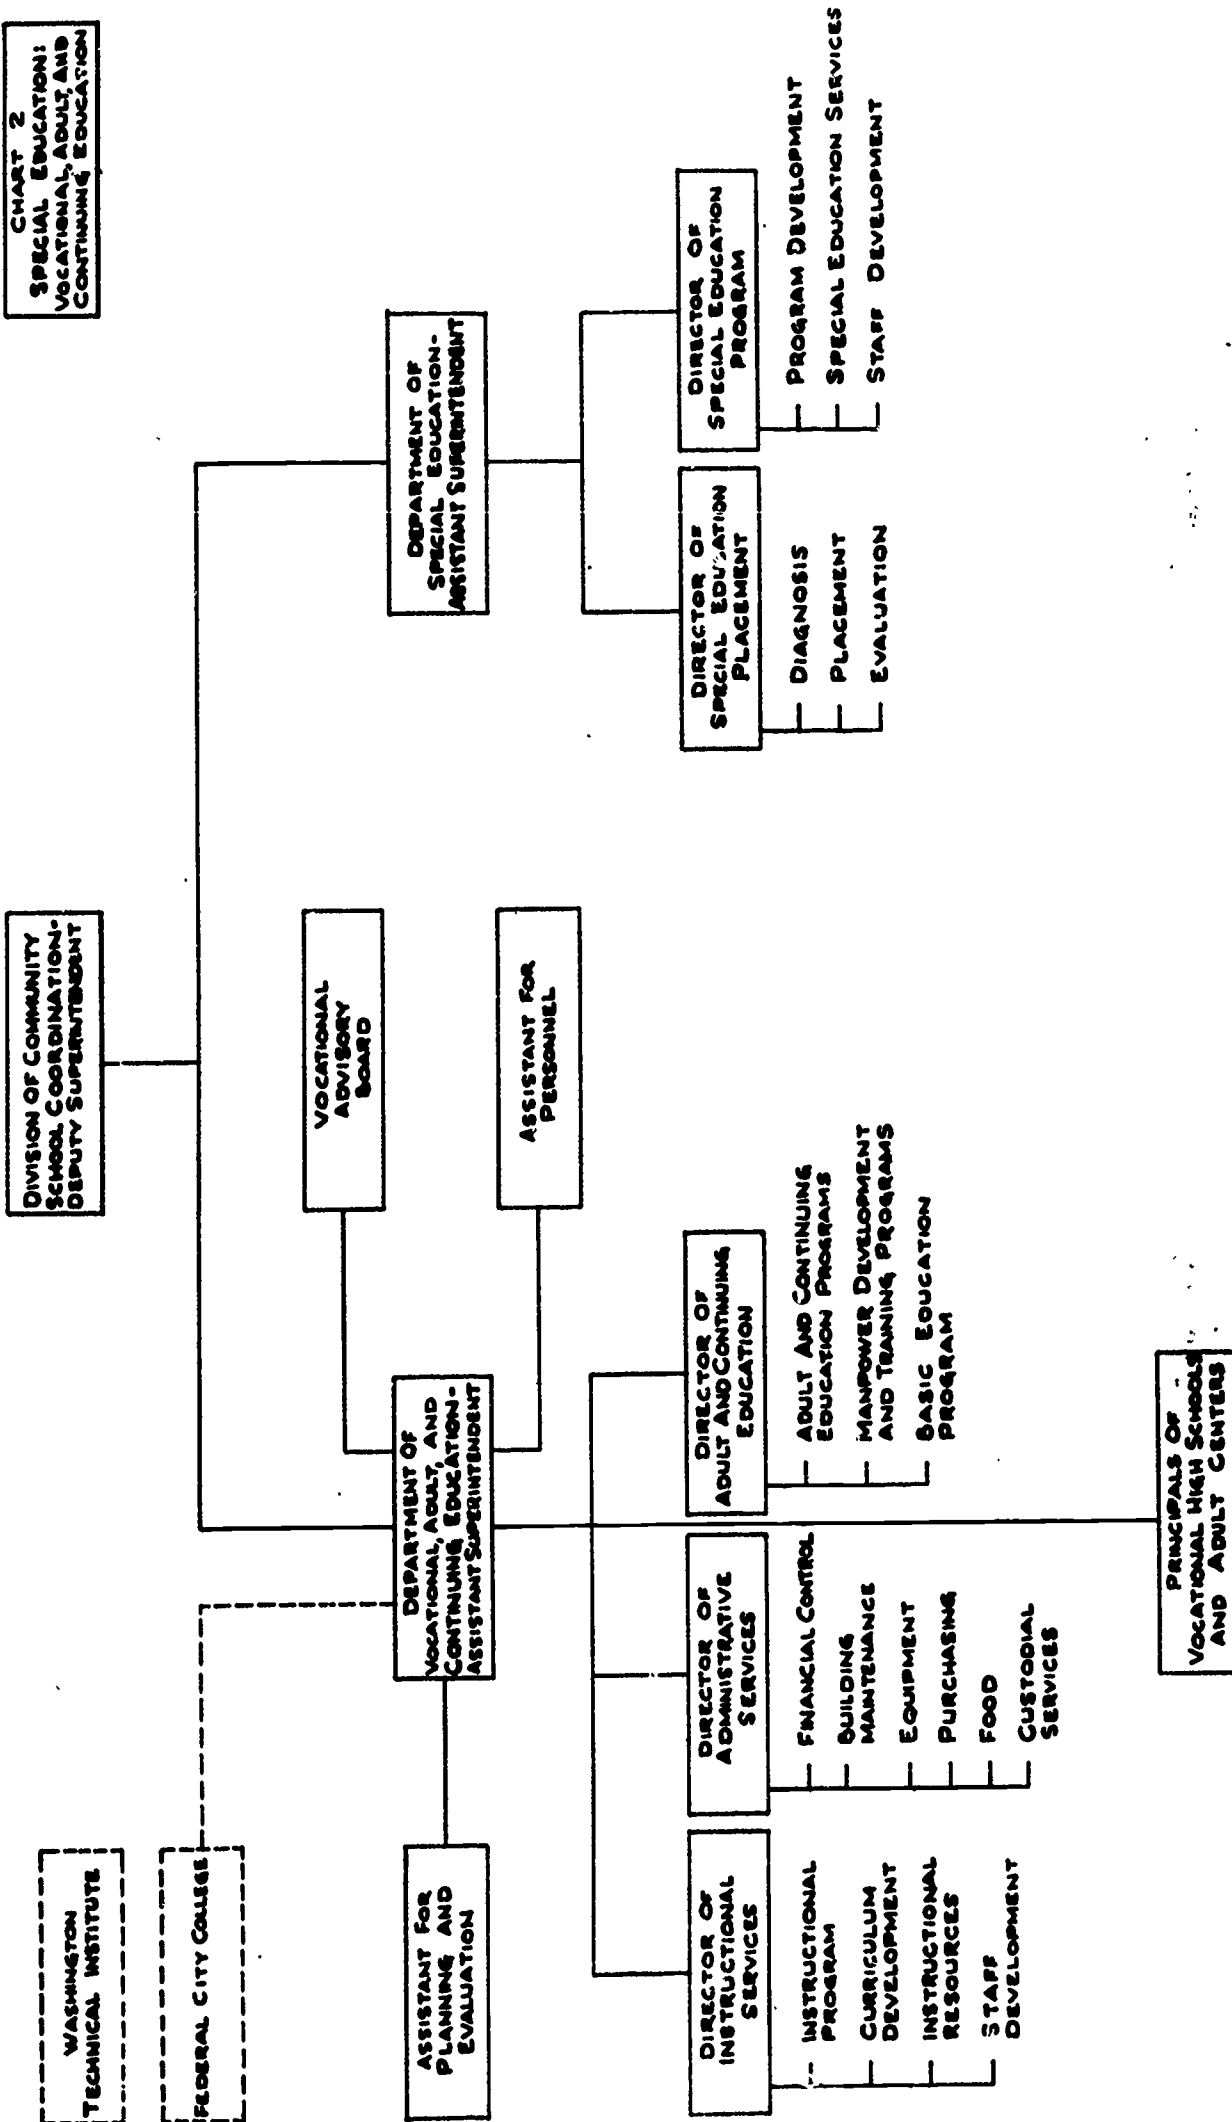 CHART 2
SPECIAL EDUCATION:
VOCATIONAL, ADULT, AND
CONTINUING EDUCATION
DIVISION OF COMMUNITY
SCHOOL COORDINATION-
DEPUTY SUPERINTENDENT
WASHINGTON
TECHNICAL INSTITUTE
FEDERAL CITY COLLEGE
VOCATIONAL
ADVISORY
BOARD
ASSISTANT FOR
PLANNING AND
EVALUATION
DEPARTMENT OF
VOCATIONAL, ADULT, AND
CONTINUING EDUCATION-
ASSISTANT SUPERINTENDENT
ASSISTANT FOR
PERSONNEL
DEPARTMENT OF
SPECIAL EDUCATION-
ASSISTANT SUPERINTENDENT
DIRECTOR OF
INSTRUCTIONAL
SERVICES
INSTRUCTIONAL
PROGRAM
CURRICULUM
DEVELOPMENT
INSTRUCTIONAL
RESOURCES
STAFF
DEVELOPMENT
DIRECTOR OF
ADMINISTRATIVE
SERVICES
FINANCIAL CONTROL
BUILDING
MAINTENANCE
EQUIPMENT
PURCHASING
FOOD
CUSTODIAL
SERVICES
DIRECTOR OF
ADULT AND CONTINUING
EDUCATION
ADULT AND CONTINUING
EDUCATION PROGRAMS
MANPOWER DEVELOPMENT
AND TRAINING PROGRAMS
BASIC EDUCATION
PROGRAM
DIRECTOR OF
SPECIAL EDUCATION
PLACEMENT
DIAGNOSIS
PLACEMENT
EVALUATION
DIRECTOR OF
SPECIAL EDUCATION
PROGRAM
PROGRAM DEVELOPMENT
SPECIAL EDUCATION SERVICES
STAFF DEVELOPMENT
PRINCIPALS OF
VOCATIONAL HIGH SCHOOLS
AND ADULT CENTERS